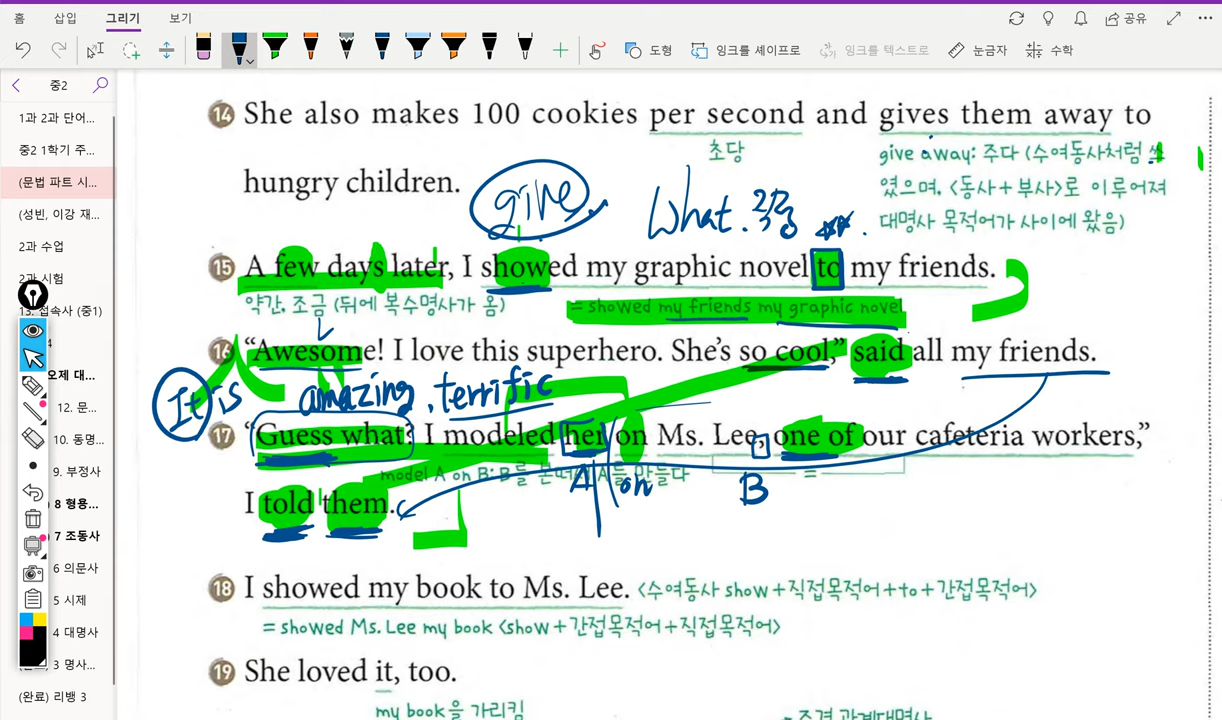 홈 삽입 그리기 보기
공유
도형 잉크를 셰이프로 잉크를 텍스트로 눈금자 수학
중2
1과 2과 단어...
중2 1학기 주...
(문법 파트 시...
(성빈, 이강 재...
2과 수업
2과 시험
13. 접속사 (중1)
오제 대...
12. 문...
10. 동명...
9. 부정사
8 형용...
7 조동사
6 의문사
5 시제
4 대명사
3 명사...
(완료) 리뱅 3
14 She also makes 100 cookies per second and gives them away to
초당
give away: 주다 (수여동사처럼 쓰
hungry children.
였으며, <동사+부사>로 이루어져
대명사 목적어가 사이에 왔음)
give
What.
15 A few days later, I showed my graphic novel to my friends.
약간, 조금 (뒤에 복수명사가 옴)
= showed my friends my graphic novel
16 “Awesome! I love this superhero. She’s so cool,” said all my friends.
It is amazing, terrific
17 “Guess what? I modeled her on Ms. Lee, one of our cafeteria workers,”
model A on B: B를 본떠 A를 만들다 =
A on B
I told them.
18 I showed my book to Ms. Lee. <수여동사 show+직접목적어+to+간접목적어>
= showed Ms. Lee my book <show+간접목적어+직접목적어>
19 She loved it, too.
my book을 가리킴
주격 관계대명사